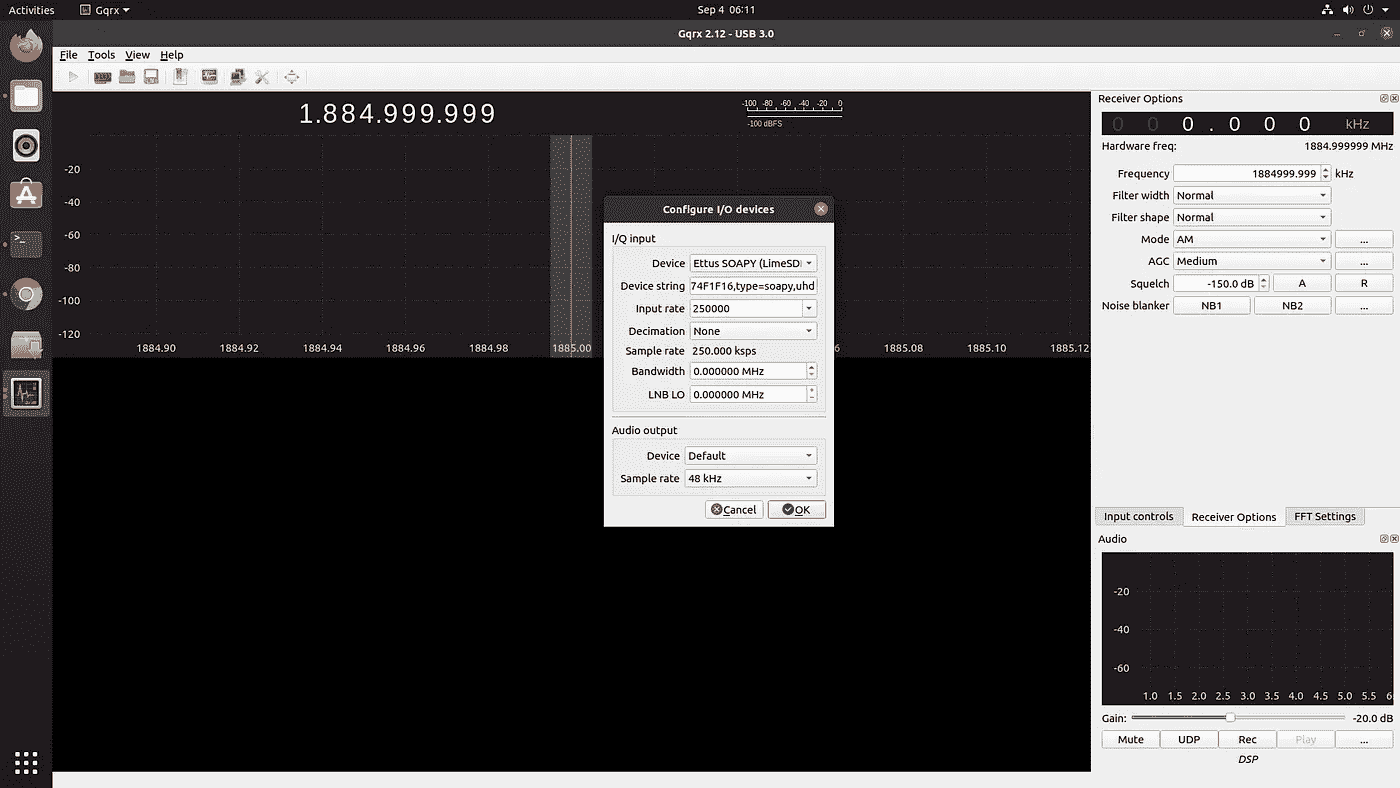 Activities Gqrx Sep 4 06:11
Gqrx 2.12 - USB 3.0
File Tools View Help
1.884.999.999
-100 -80 -60 -40 -20 0
-100 dBFS
-20
-40
-60
-80
-100
-120
1884.90 1884.92 1884.94 1884.96 1884.98 1885.00 6 1885.08 1885.10 1885.12
Configure I/O devices
I/Q input
Device Ettus SOAPY (LimeSD
Device string 74F1F16,type=soapy,uhd
Input rate 250000
Decimation None
Sample rate 250.000 ksps
Bandwidth 0.000000 MHz
LNB LO 0.000000 MHz
Audio output
Device Default
Sample rate 48 kHz
Cancel OK
Receiver Options
0 0 0.000 kHz
Hardware freq: 1884.999999 MHz
Frequency 1884999.999 kHz
Filter width Normal
Filter shape Normal
Mode AM ...
AGC Medium ...
Squelch -150.0 dB A R
Noise blanker NB1 NB2 ...
Input controls Receiver Options FFT Settings
Audio
-20
-40
-60
1.0 1.5 2.0 2.5 3.0 3.5 4.0 4.5 5.0 5.5 6
Gain: -20.0 dB
Mute UDP Rec Play ...
DSP